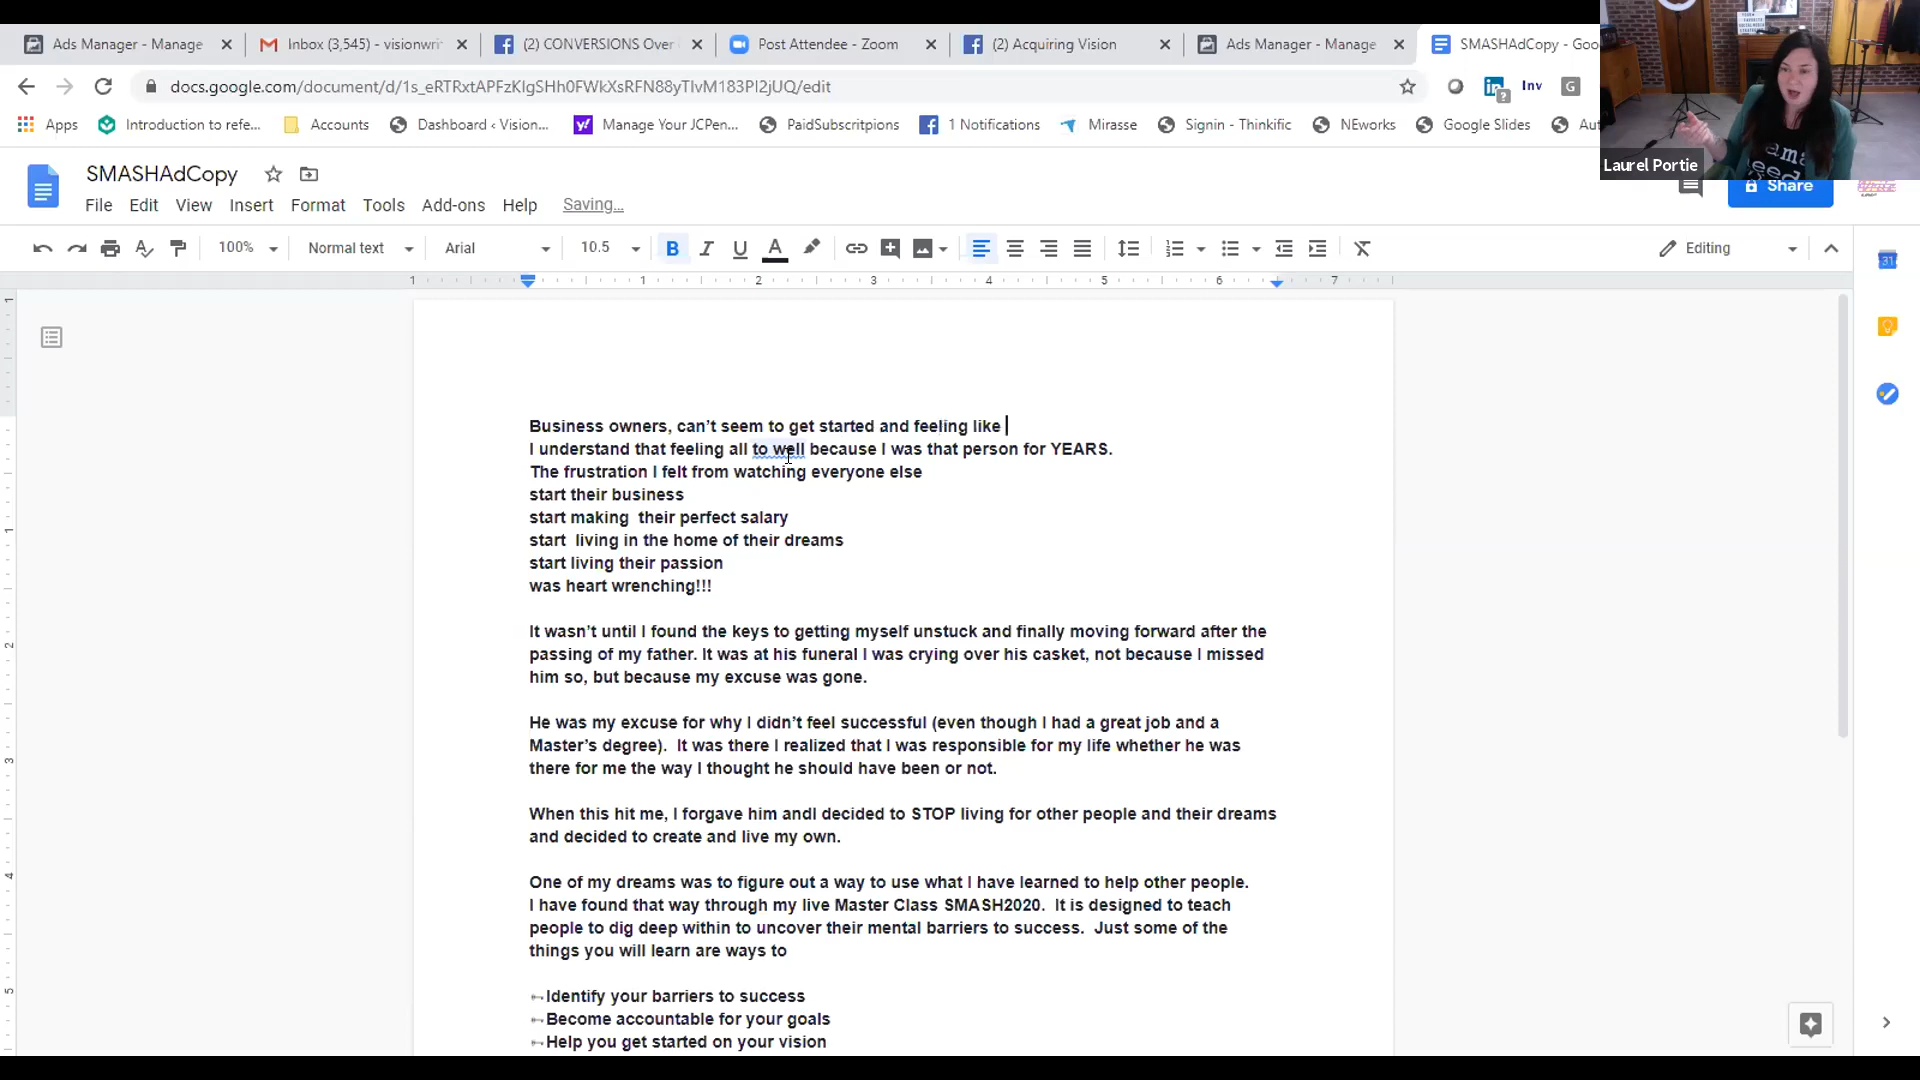 Ads Manager - Manage
Inbox (3,545) - visionwri
(2) CONVERSIONS Over
Post Attendee - Zoom
(2) Acquiring Vision
Ads Manager - Manage
SMASHAdCopy - Goo
docs.google.com/document/d/1s_eRTRxtAPFzKIgSHh0FWkXsRFN88yTIvM183PI2jUQ/edit
Inv
Apps
Introduction to refe...
Accounts
Dashboard ‹ Vision...
Manage Your JCPen...
PaidSubscritpions
1 Notifications
Mirasse
Signin - Thinkific
NEworks
Google Slides
Aut
Laurel Portie
SMASHAdCopy
File Edit View Insert Format Tools Add-ons Help Saving...
Share
100% Normal text Arial 10.5 B I U A Editing
31
1 1 2 3 4 5 6 7
Business owners, can’t seem to get started and feeling like
I understand that feeling all to well because I was that person for YEARS.
The frustration I felt from watching everyone else
start their business
start making  their perfect salary
start  living in the home of their dreams
start living their passion
was heart wrenching!!!
It wasn’t until I found the keys to getting myself unstuck and finally moving forward after the
passing of my father. It was at his funeral I was crying over his casket, not because I missed
him so, but because my excuse was gone.
He was my excuse for why I didn’t feel successful (even though I had a great job and a
Master’s degree).  It was there I realized that I was responsible for my life whether he was
there for me the way I thought he should have been or not.
When this hit me, I forgave him andI decided to STOP living for other people and their dreams
and decided to create and live my own.
One of my dreams was to figure out a way to use what I have learned to help other people.
I have found that way through my live Master Class SMASH2020.  It is designed to teach
people to dig deep within to uncover their mental barriers to success.  Just some of the
things you will learn are ways to
Identify your barriers to success
Become accountable for your goals
Help you get started on your vision